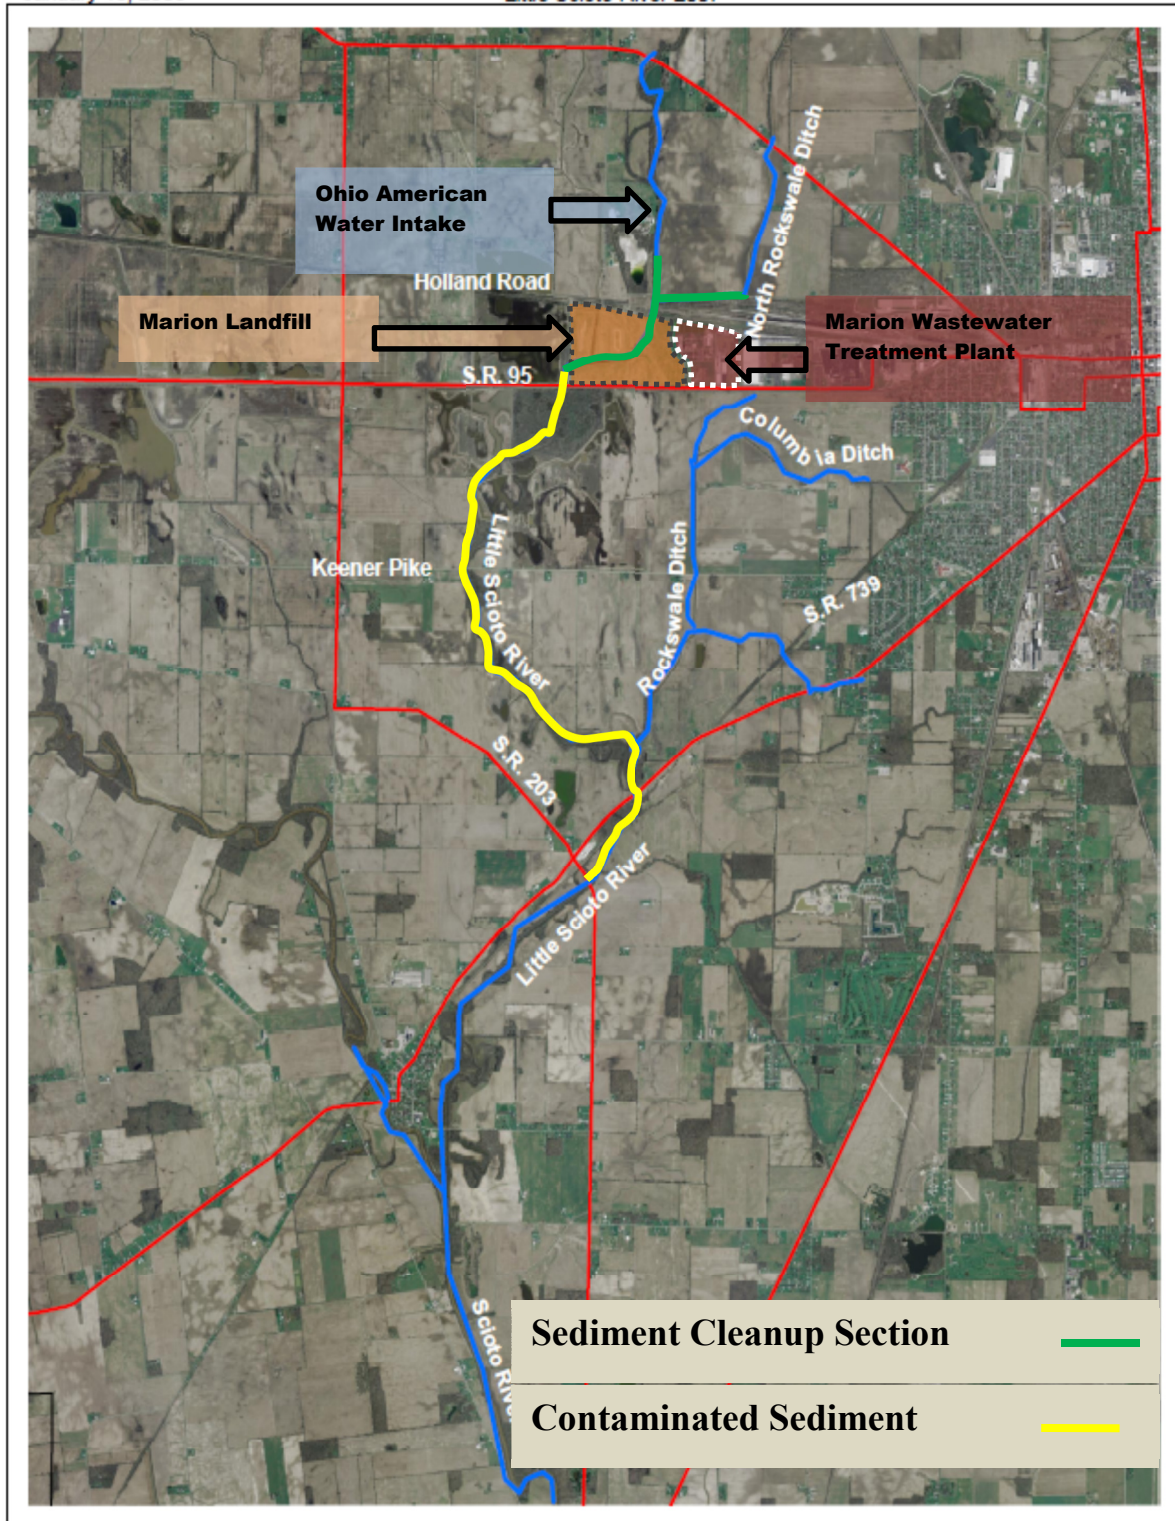 Ohio American
Water Intake
North Rockswale Ditch
Holland Road
Marion Landfill
Marion Wastewater
Treatment Plant
S.R. 95
Columbia Ditch
Little Scioto River
Keener Pike
Rockswale Ditch
S.R. 739
S.R. 203
Little Scioto River
Scioto River
Sediment Cleanup Section
Contaminated Sediment